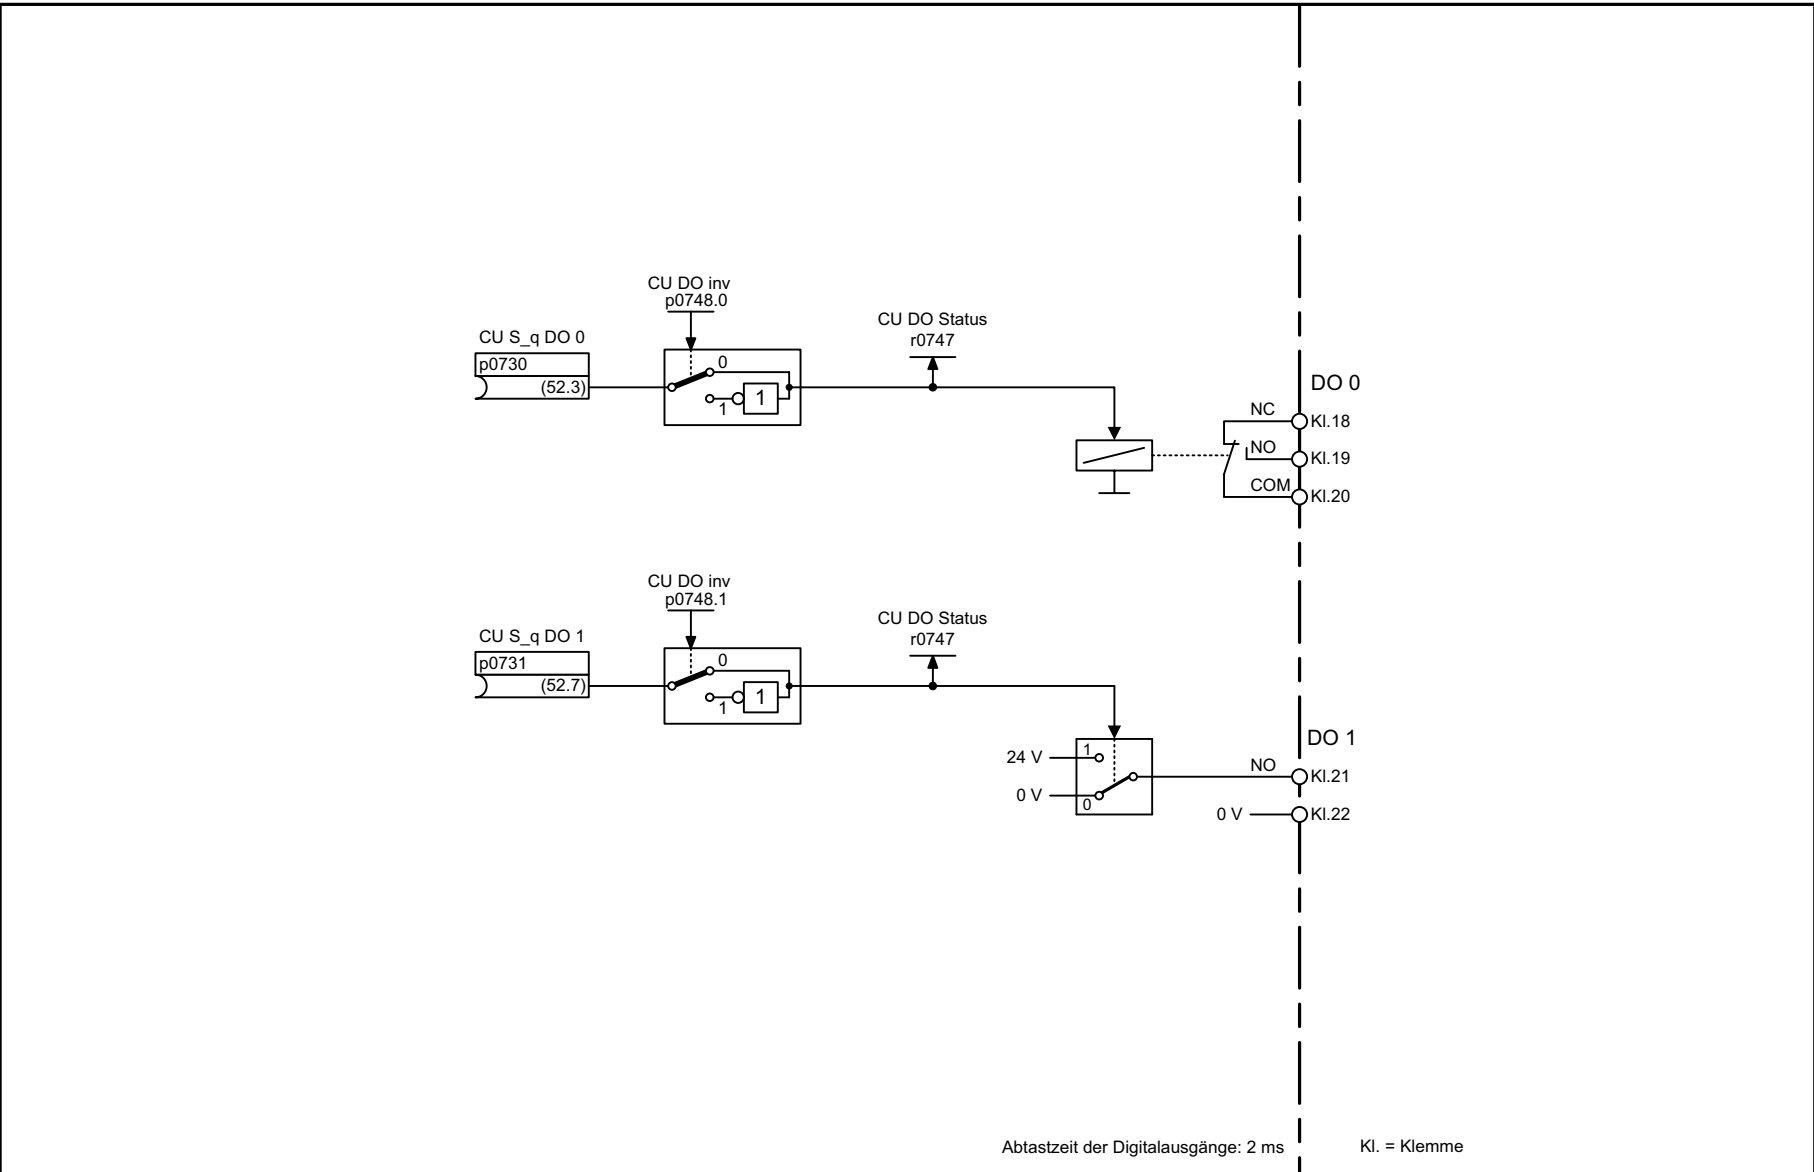 CU DO inv
p0748.0
CU S_q DO 0
p0730
(52.3)
0
1
1
CU DO Status
r0747
DO 0
NC
Kl.18
NO
Kl.19
COM
Kl.20
CU DO inv
p0748.1
CU S_q DO 1
p0731
(52.7)
0
1
1
CU DO Status
r0747
DO 1
24 V
1
0 V
0
NO
Kl.21
0 V
Kl.22
Abtastzeit der Digitalausgänge: 2 ms
Kl. = Klemme